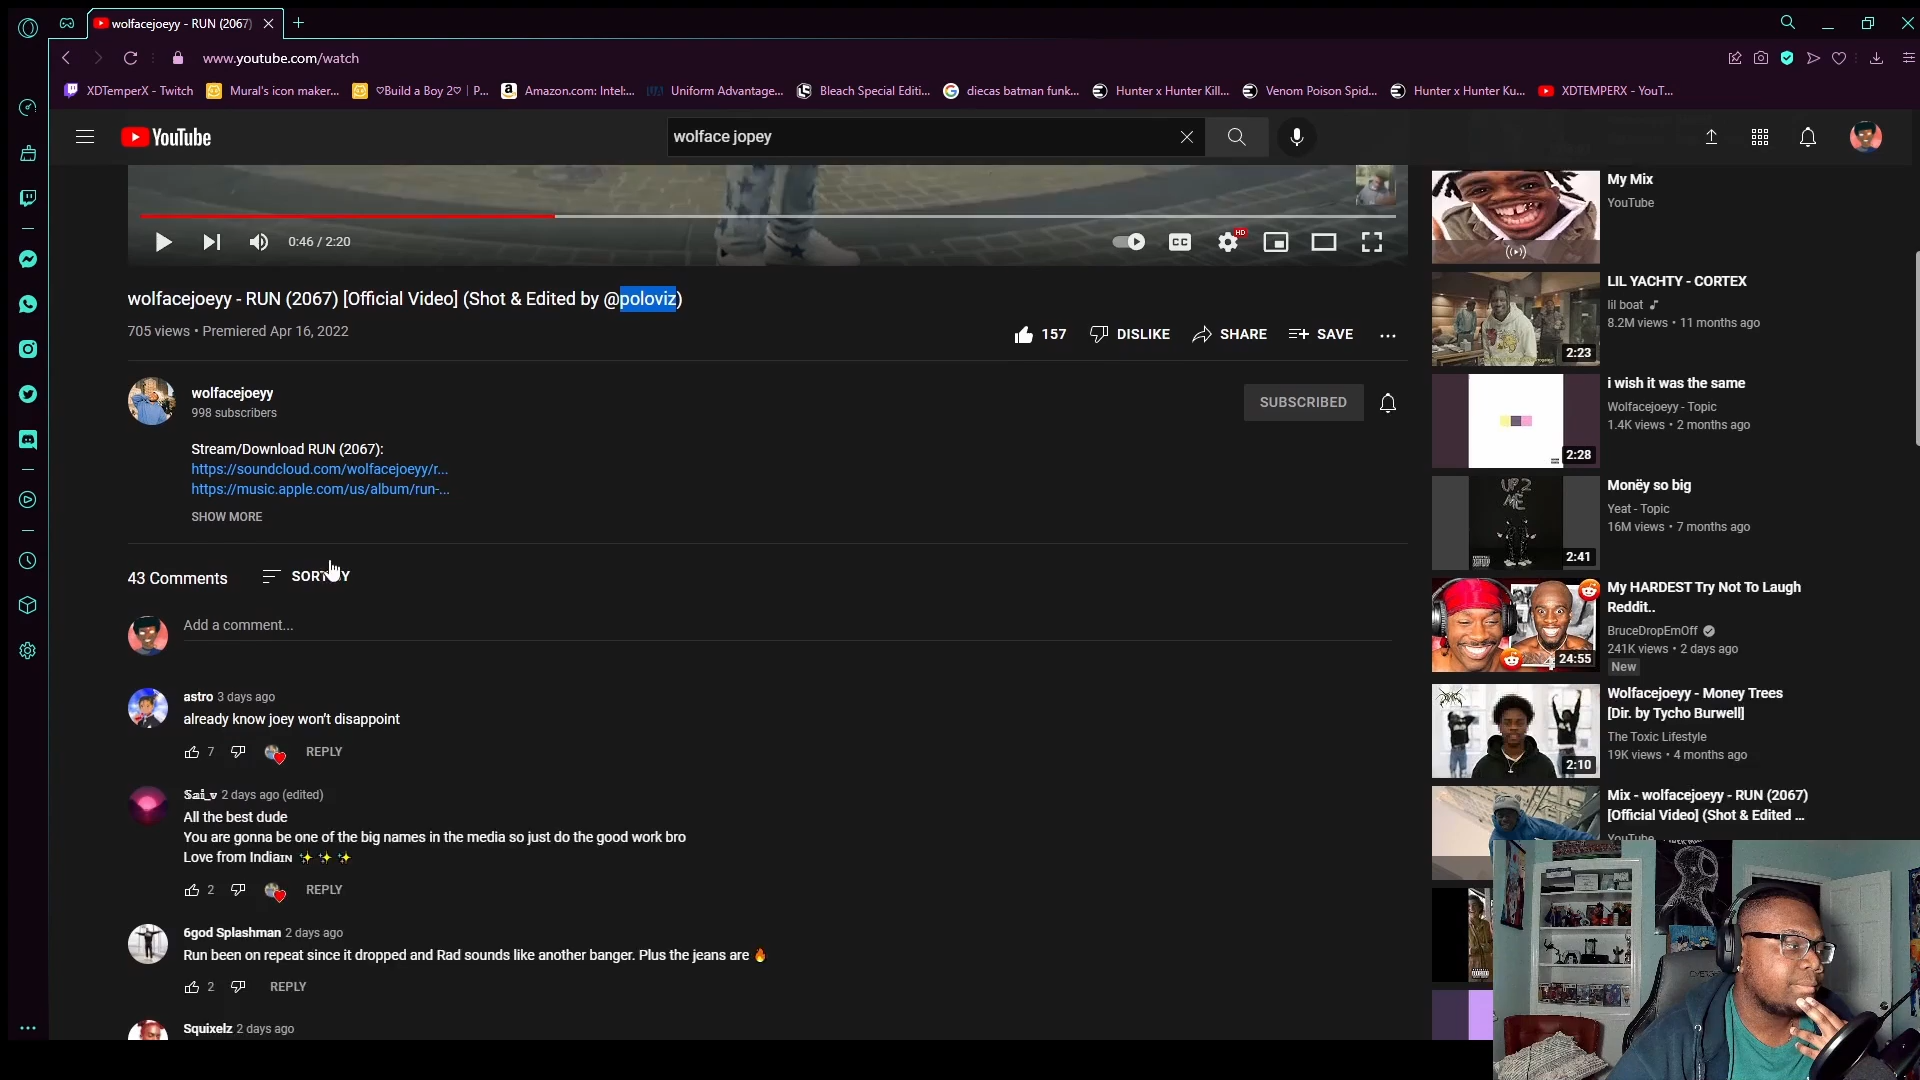 wolfacejoeyy - RUN (2067)
www.youtube.com/watch
XDTemperX - Twitch
Mural's icon maker...
♡Build a Boy 2♡ | P...
Amazon.com: Intel:...
Uniform Advantage...
Bleach Special Editi...
diecas batman funk...
Hunter x Hunter Kill...
Venom Poison Spid...
Hunter x Hunter Ku...
XDTEMPERX - YouT...
YouTube
wolface jopey
0:46 / 2:20
CC
HD
wolfacejoeyy - RUN (2067) [Official Video] (Shot & Edited by @poloviz)
705 views • Premiered Apr 16, 2022
157
DISLIKE
SHARE
SAVE
wolfacejoeyy
998 subscribers
SUBSCRIBED
Stream/Download RUN (2067):
https://soundcloud.com/wolfacejoeyy/r...
https://music.apple.com/us/album/run-...
SHOW MORE
43 Comments
SORT BY
Add a comment...
astro 3 days ago
already know joey won't disappoint
7
REPLY
𝕊𝕒𝕚_𝕧 2 days ago (edited)
All the best dude
You are gonna be one of the big names in the media so just do the good work bro
Love from India🇮🇳 ✨ ✨ ✨
2
REPLY
6god Splashman 2 days ago
Run been on repeat since it dropped and Rad sounds like another banger. Plus the jeans are 🔥
2
REPLY
Squixelz 2 days ago
My Mix
YouTube
LIL YACHTY - CORTEX
lil boat
8.2M views • 11 months ago
2:23
i wish it was the same
Wolfacejoeyy - Topic
1.4K views • 2 months ago
2:28
UP 2
ME
Monëy so big
Yeat - Topic
16M views • 7 months ago
2:41
My HARDEST Try Not To Laugh
Reddit..
BruceDropEmOff
241K views • 2 days ago
New
24:55
Wolfacejoeyy - Money Trees
[Dir. by Tycho Burwell]
The Toxic Lifestyle
19K views • 4 months ago
2:10
Mix - wolfacejoeyy - RUN (2067)
[Official Video] (Shot & Edited ...
YouTube